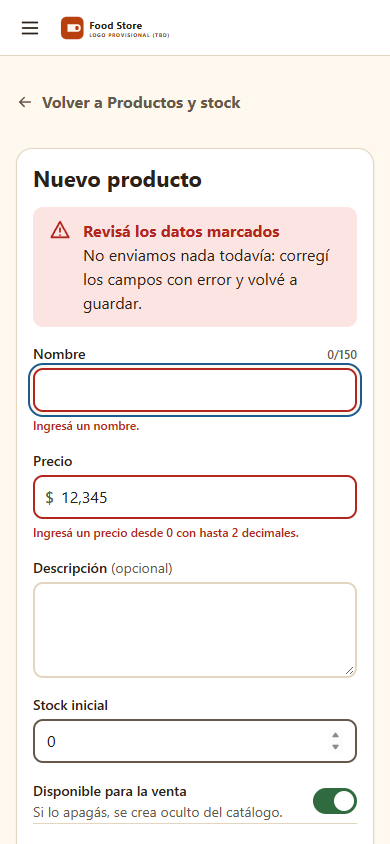 Food Store
LOGO PROVISIONAL (TBD)
← Volver a Productos y stock
Nuevo producto
Revisá los datos marcados
No enviamos nada todavía: corregí
los campos con error y volvé a
guardar.
Nombre 0/150
Ingresá un nombre.
Precio
$ 12,345
Ingresá un precio desde 0 con hasta 2 decimales.
Descripción (opcional)
Stock inicial
0
Disponible para la venta
Si lo apagás, se crea oculto del catálogo.